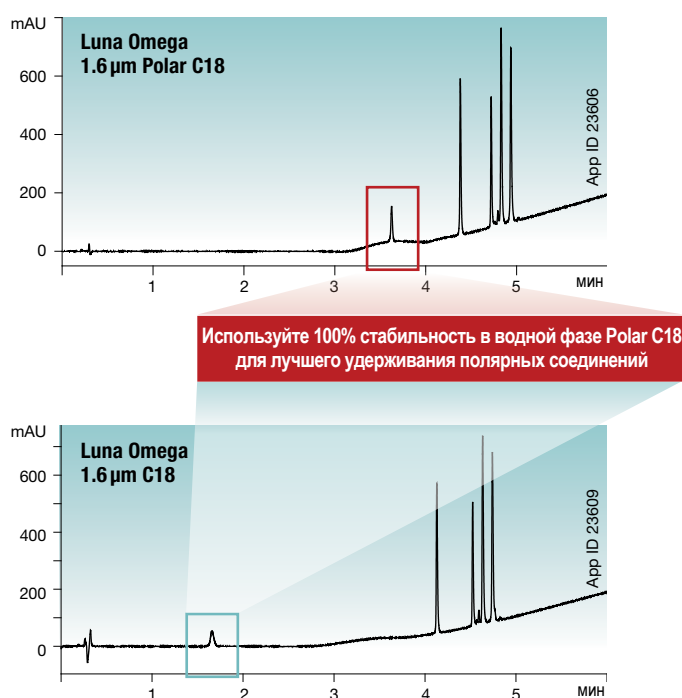 mAU
Luna Omega
1.6 µm Polar C18
600
400
200
0
App ID 23606
1 2 3 4 5 мин
Используйте 100% стабильность в водной фазе Polar C18
для лучшего удерживания полярных соединений
mAU
Luna Omega
1.6 µm C18
600
400
200
0
App ID 23609
1 2 3 4 5 мин